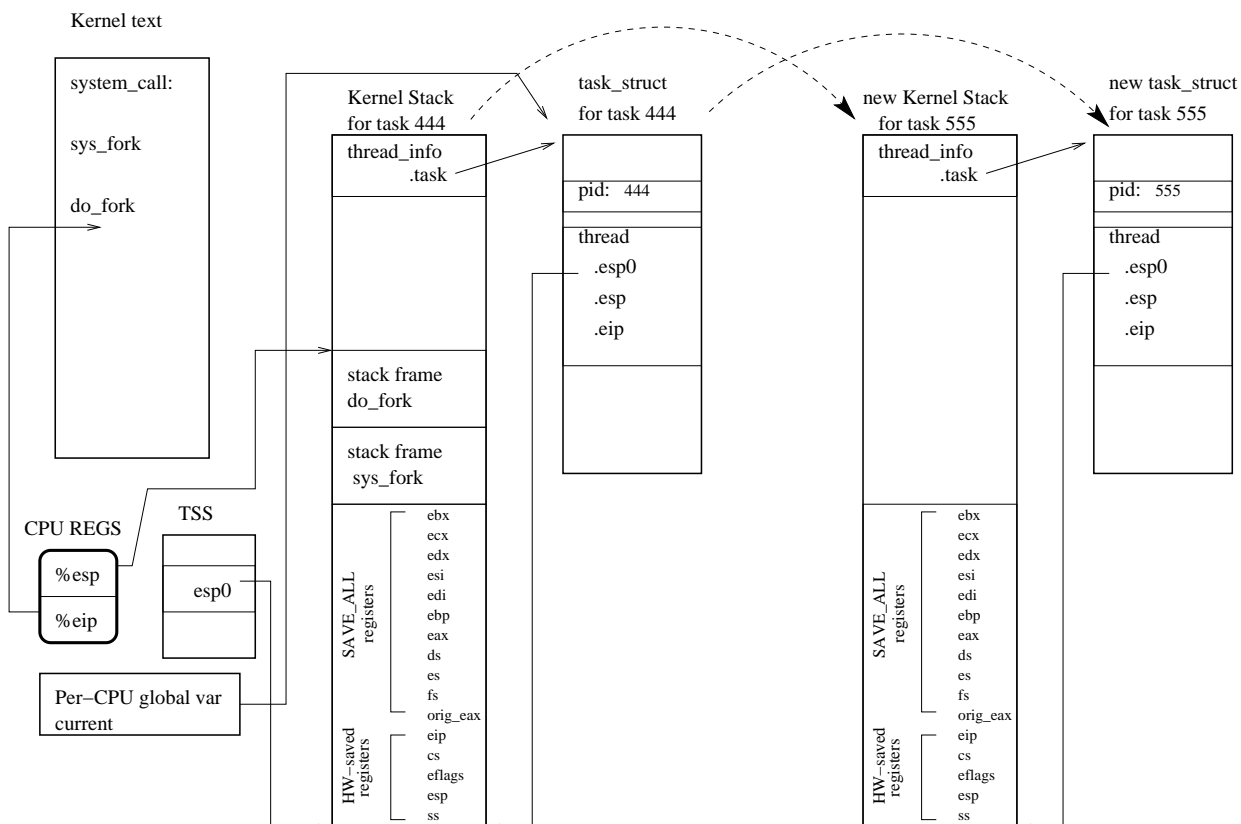 Kernel text
system_call:
sys_fork
do_fork
CPU REGS
%esp
%eip
TSS
esp0
Per−CPU global var
current
Kernel Stack
for task 444
thread_info
.task
stack frame
do_fork
stack frame
sys_fork
SAVE_ALL
registers
ebx
ecx
edx
esi
edi
ebp
eax
ds
es
fs
orig_eax
HW−saved
registers
eip
cs
eflags
esp
ss
task_struct
for task 444
pid: 444
thread
.esp0
.esp
.eip
new Kernel Stack
for task 555
thread_info
.task
SAVE_ALL
registers
ebx
ecx
edx
esi
edi
ebp
eax
ds
es
fs
orig_eax
HW−saved
registers
eip
cs
eflags
esp
ss
new task_struct
for task 555
pid: 555
thread
.esp0
.esp
.eip